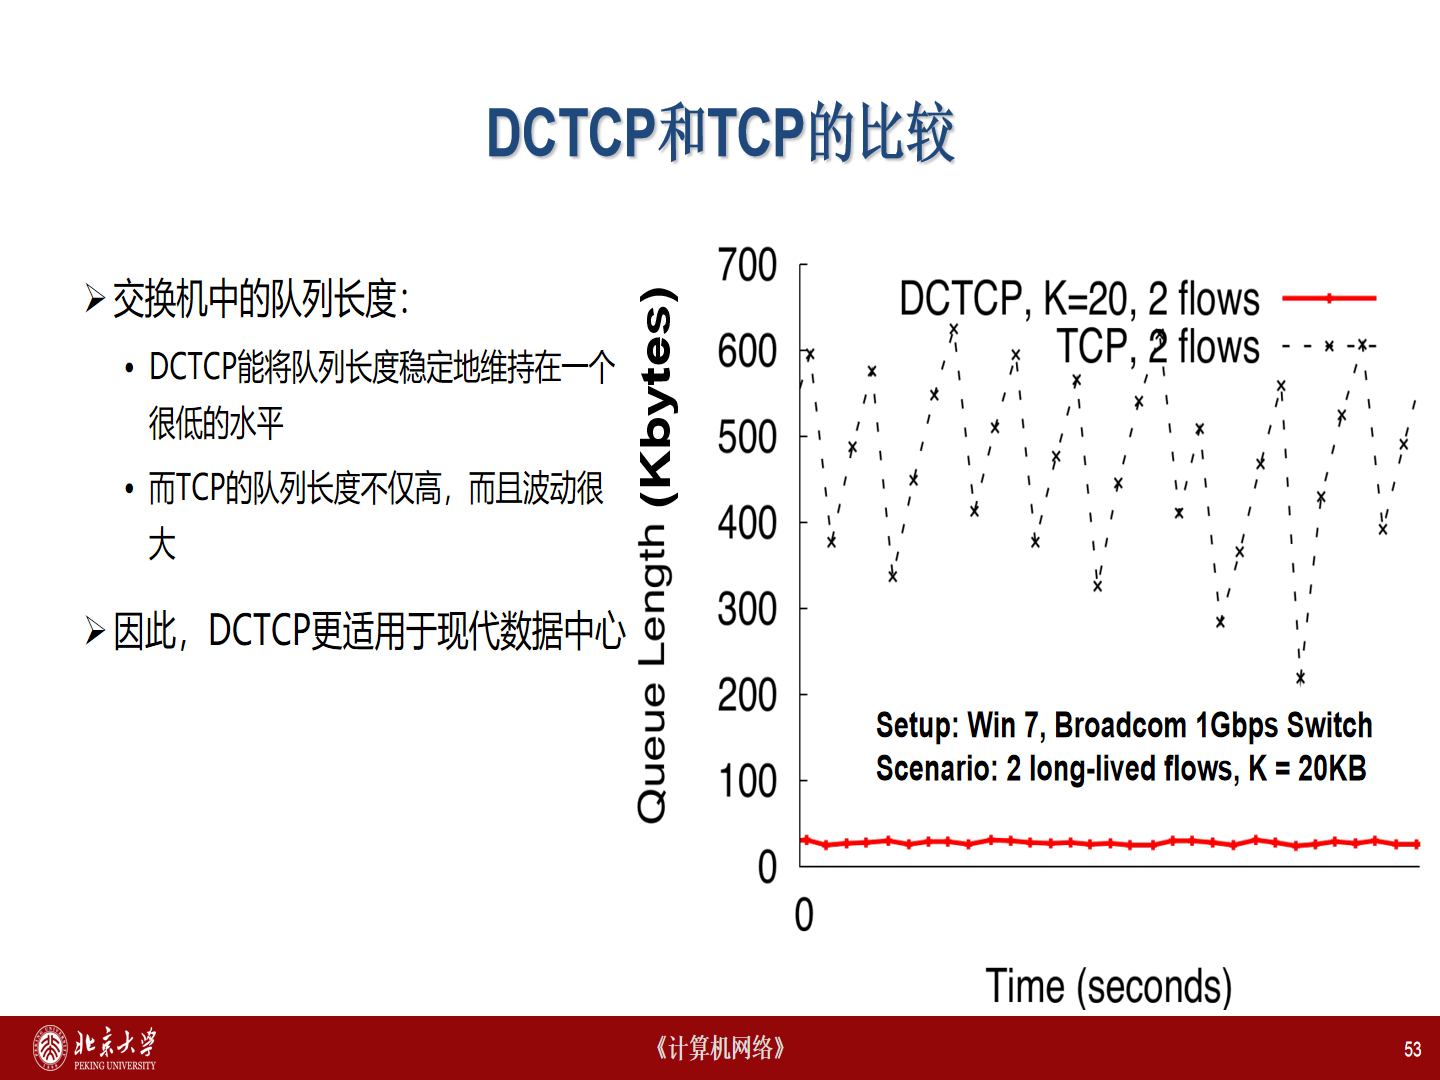 DCTCP和TCP的比较
交换机中的队列长度：
DCTCP能将队列长度稳定地维持在一个
很低的水平
而TCP的队列长度不仅高，而且波动很
大
因此，DCTCP更适用于现代数据中心
Queue Length (Kbytes)
700
600
500
400
300
200
100
0
0
DCTCP, K=20, 2 flows
TCP, 2 flows
Setup: Win 7, Broadcom 1Gbps Switch
Scenario: 2 long-lived flows, K = 20KB
Time (seconds)
北京大学
PEKING UNIVERSITY
《计算机网络》
53